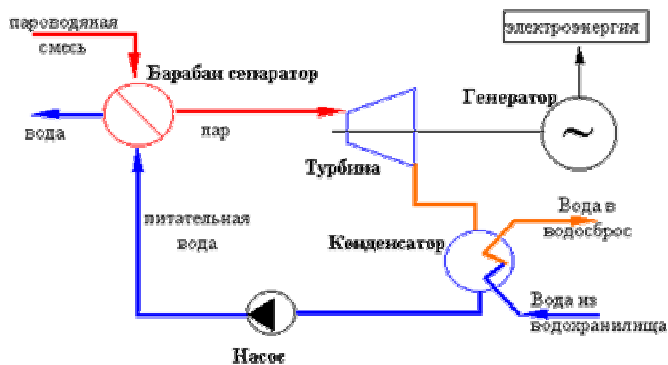 пароводяная
смесь
электроэнергия
Барабан сепаратор
Генератор
вода
пар
~
Турбина
питательная
вода
Вода в
водосброс
Конденсатор
Вода из
водохранилища
Насос